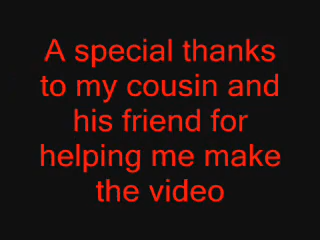 A special thanks
to my cousin and
his friend for
helping me make
the video